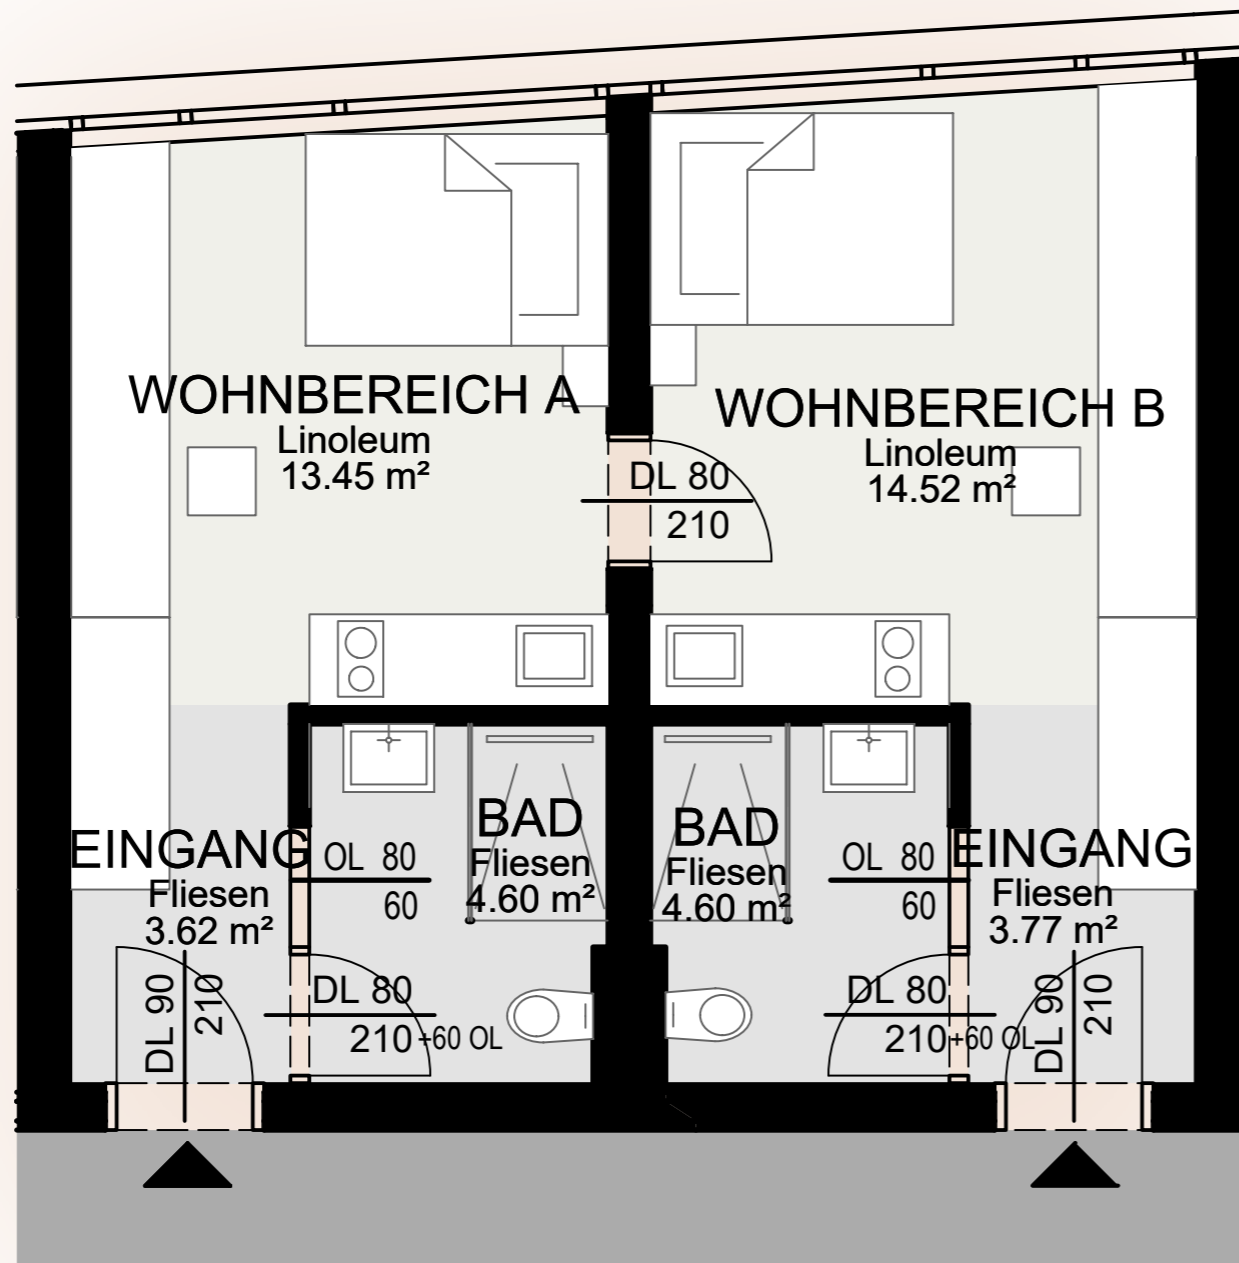 WOHNBEREICH A
Linoleum
13.45 m²
WOHNBEREICH B
Linoleum
14.52 m²
DL 80
210
EINGANG
Fliesen
3.62 m²
OL 80
60
BAD
Fliesen
4.60 m²
BAD
Fliesen
4.60 m²
OL 80
60
EINGANG
Fliesen
3.77 m²
DL 90
210
DL 80
210 +60 OL
DL 80
210 +60 OL
DL 90
210